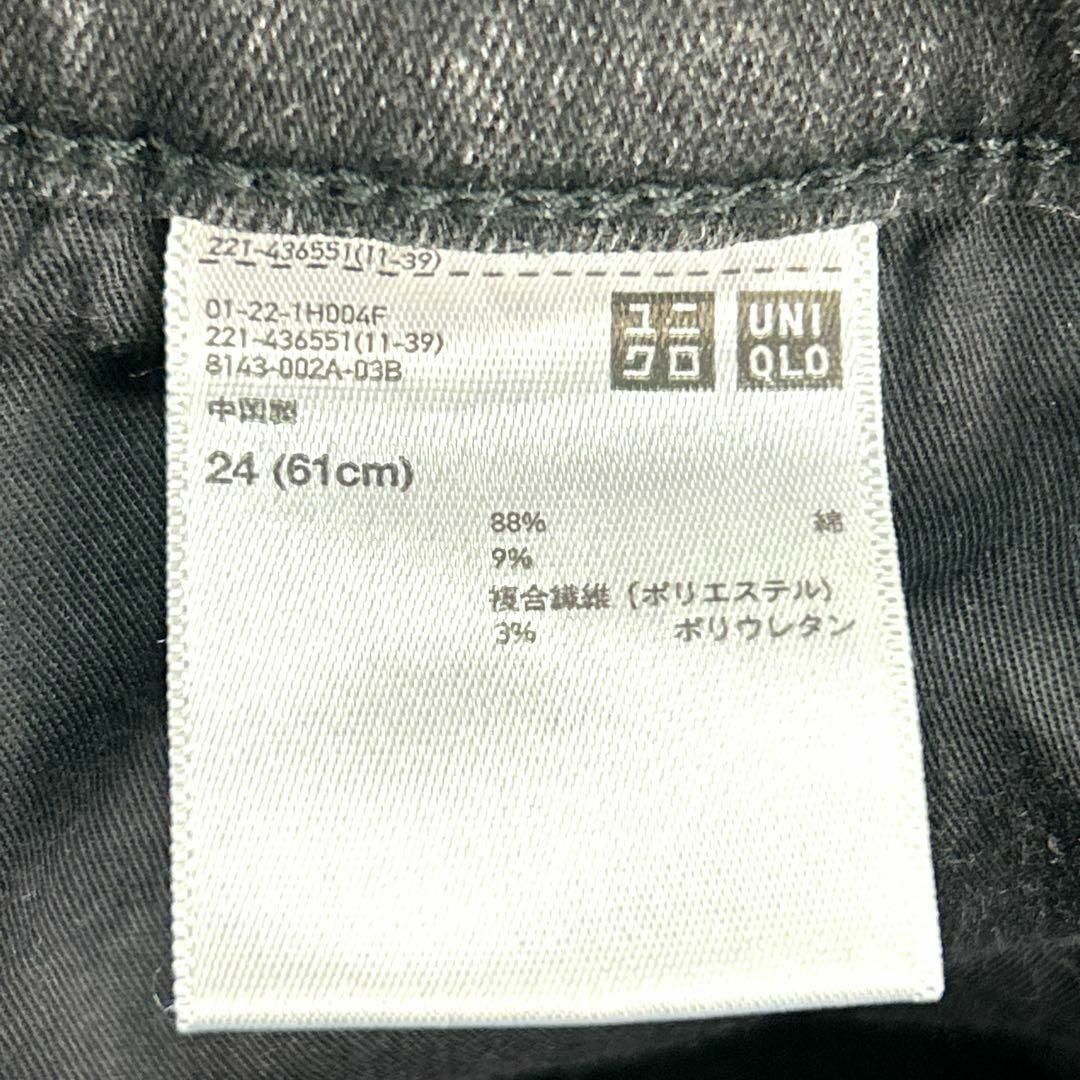 221-436551(11-39)
01-22-1H004F
221-436551(11-39)
8143-002A-03B
中国製
24 (61cm)
ユニ
クロ
UNI
QLO
88% 綿
9%
複合繊維（ポリエステル）
3% ポリウレタン